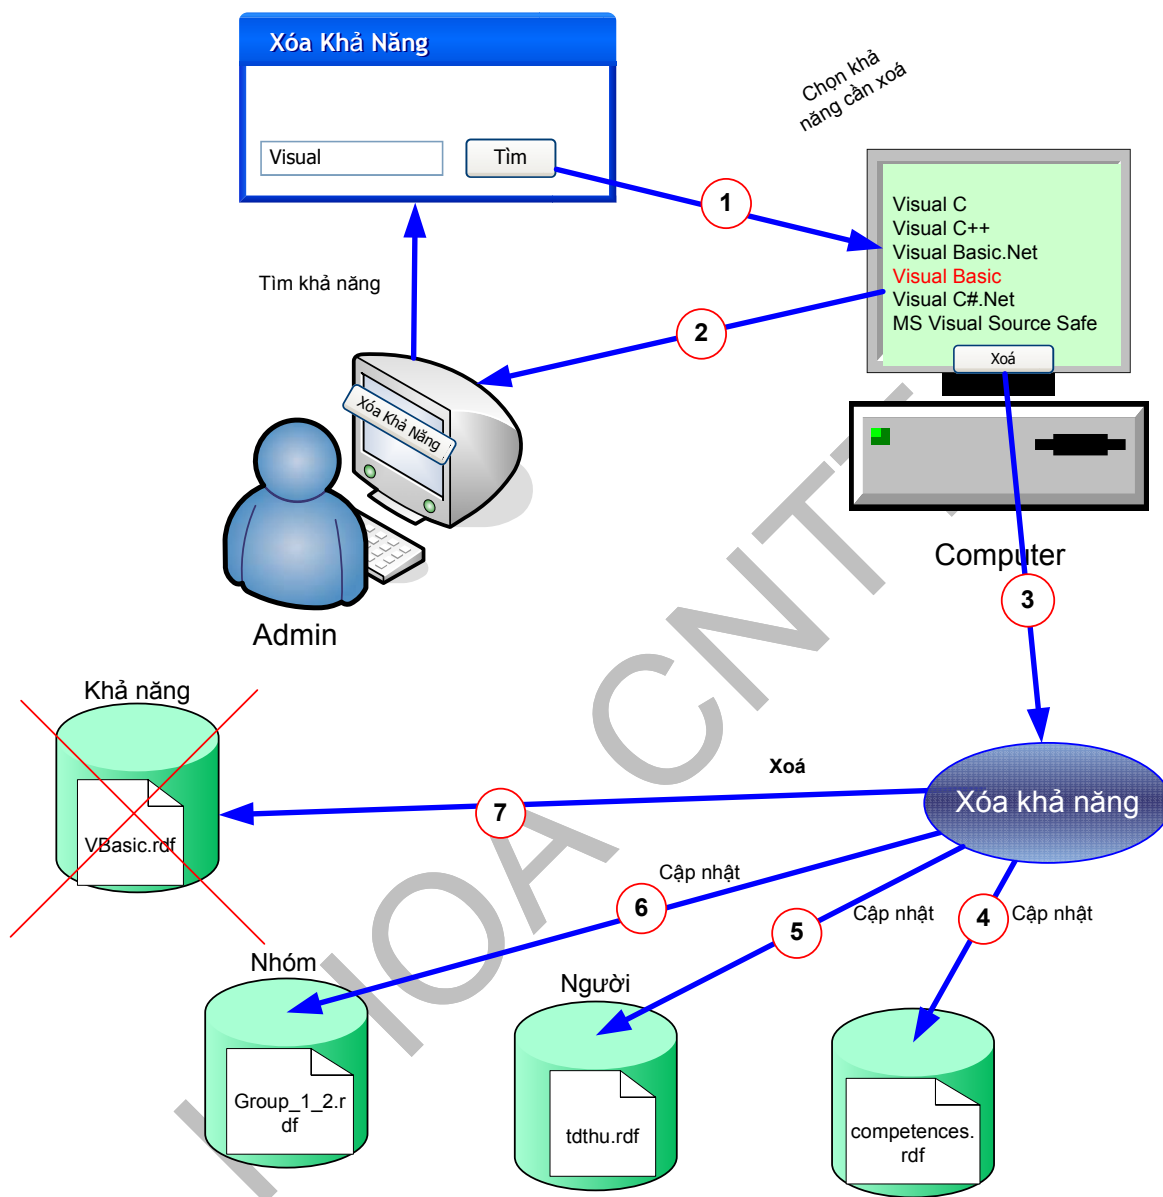 Xóa Khả Năng
Visual
Tìm
Chọn khả
năng cần xoá
1
Visual C
Visual C++
Visual Basic.Net
Visual Basic
Visual C#.Net
MS Visual Source Safe
Xoá
Tìm khả năng
2
Xóa Khả Năng
Computer
Admin
3
Khả năng
VBasic.rdf
Xoá
7
Xóa khả năng
Cập nhật
6
Cập nhật
5
Cập nhật
4
Nhóm
Group_1_2.r
df
Người
tdthu.rdf
competences.
rdf
HOA CNT